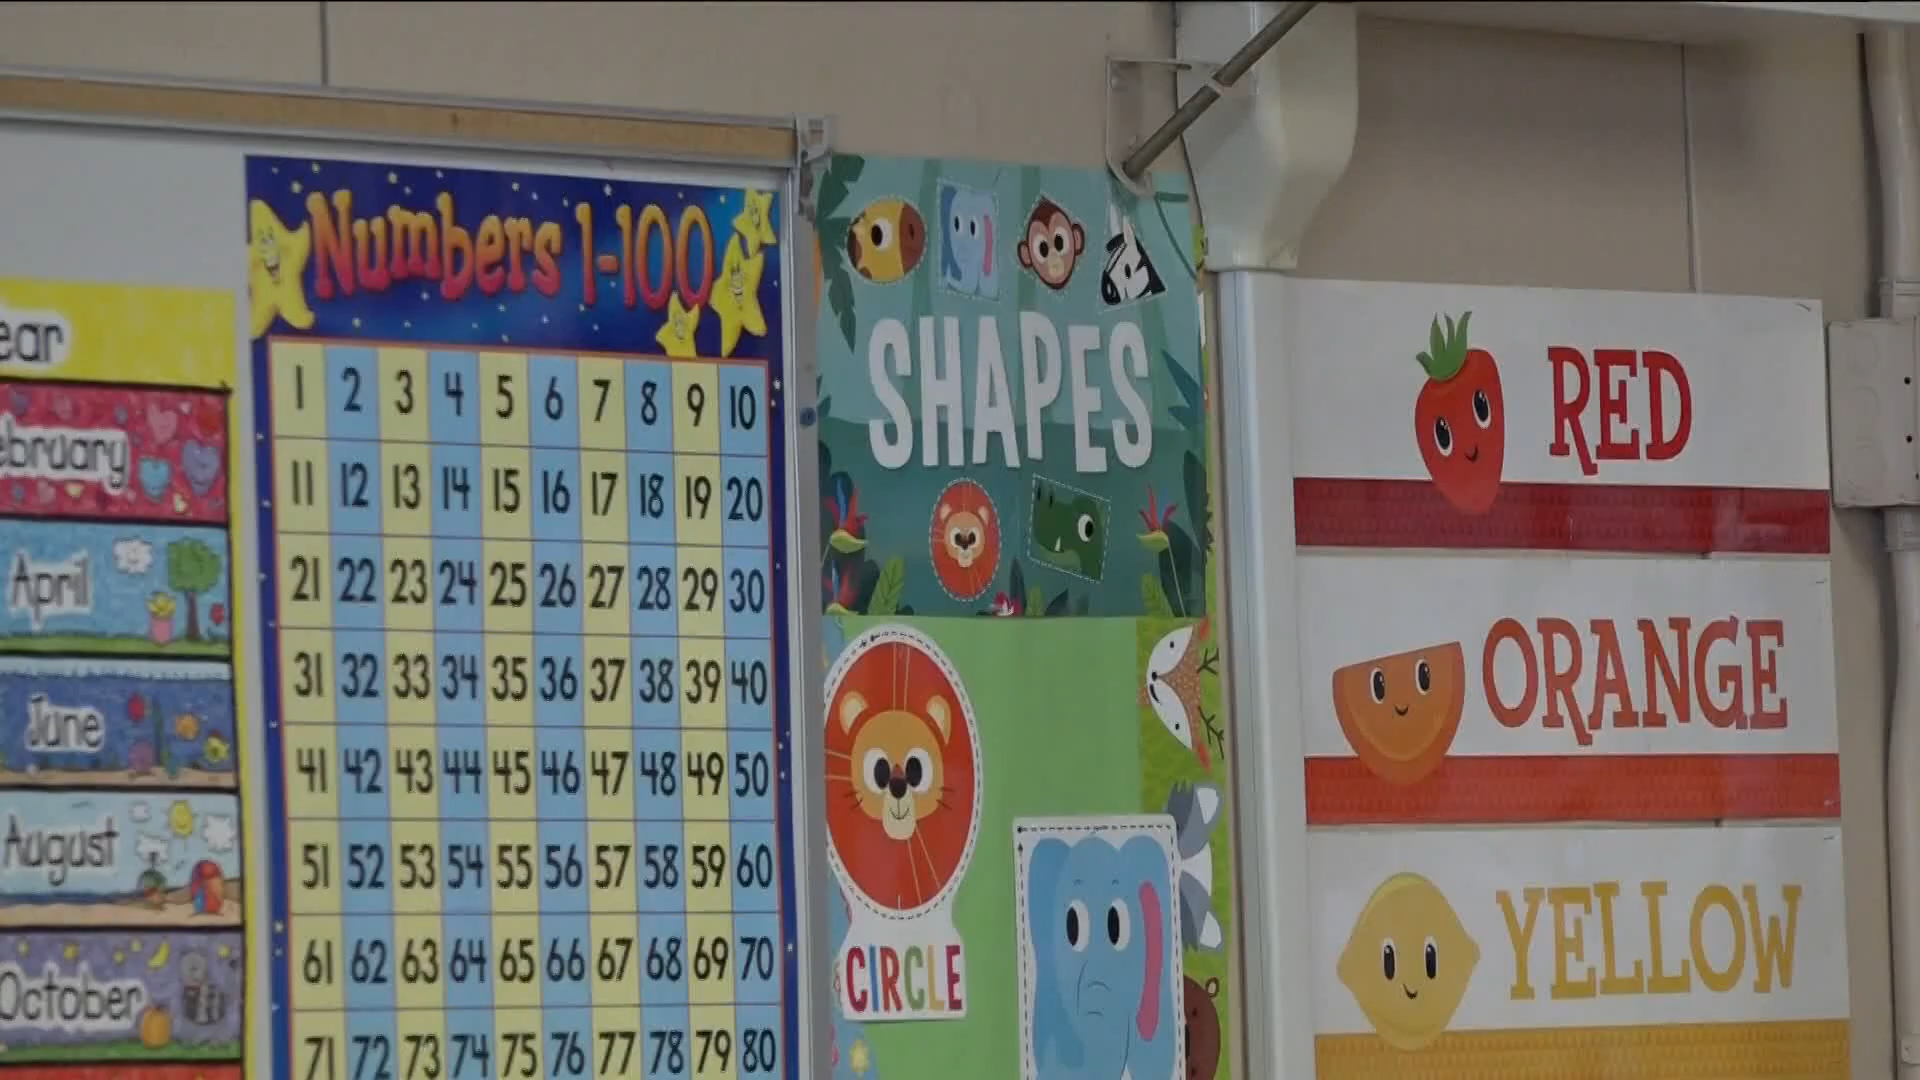 ear
ebruary
April
June
August
October
Numbers 1-100
1 2 3 4 5 6 7 8 9 10
11 12 13 14 15 16 17 18 19 20
21 22 23 24 25 26 27 28 29 30
31 32 33 34 35 36 37 38 39 40
41 42 43 44 45 46 47 48 49 50
51 52 53 54 55 56 57 58 59 60
61 62 63 64 65 66 67 68 69 70
71 72 73 74 75 76 77 78 79 80
SHAPES
CIRCLE
RED
ORANGE
YELLOW